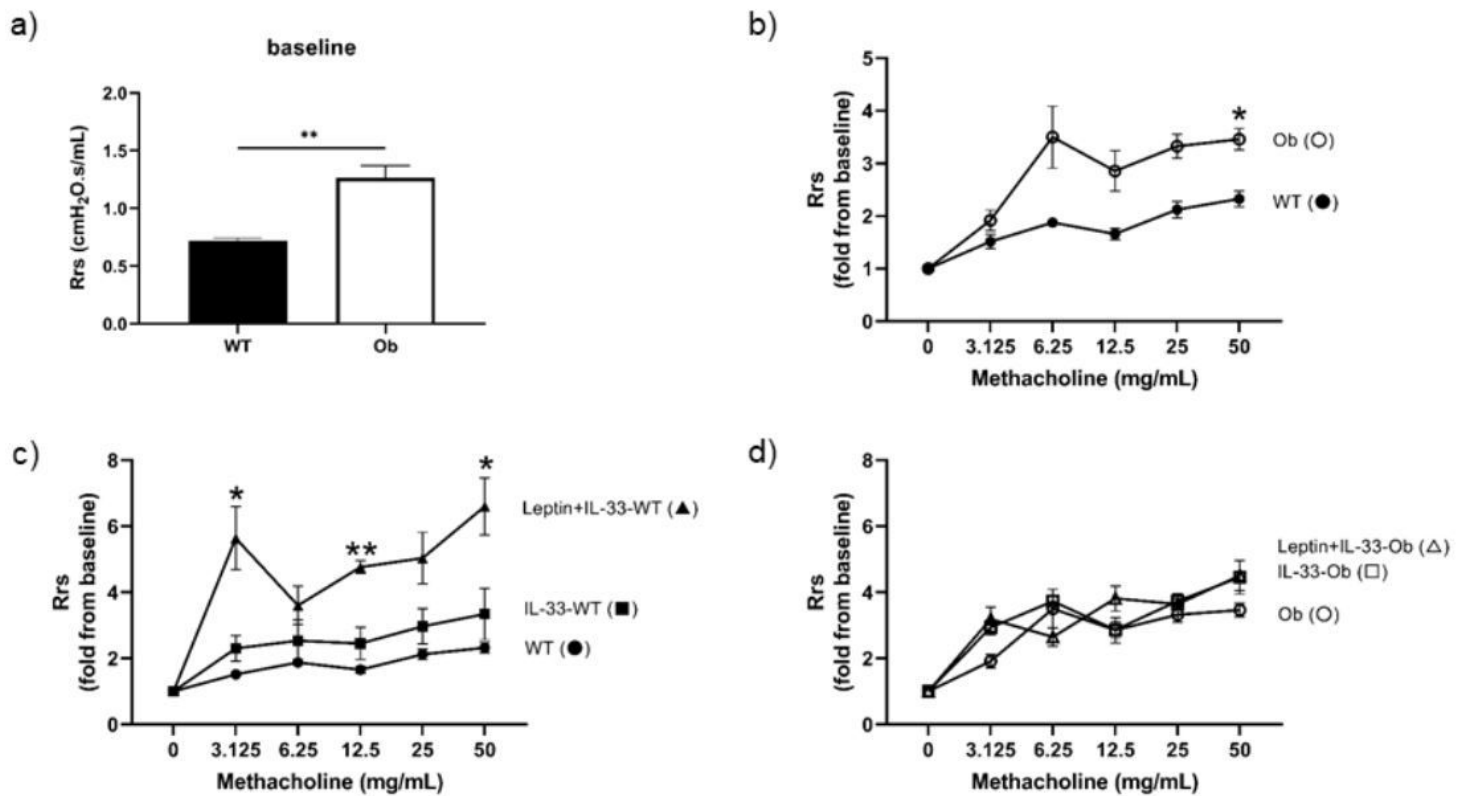 a)
baseline
Rrs (cmH₂O.s/mL)
2.0
1.5
1.0
0.5
0.0
**
WT
Ob
b)
Rrs
(fold from baseline)
5
4
3
2
1
0
*
Ob (○)
WT (●)
0
3.125
6.25
12.5
25
50
Methacholine (mg/mL)
c)
Rrs
(fold from baseline)
8
6
4
2
0
*
**
*
Leptin+IL-33-WT (▲)
IL-33-WT (■)
WT (●)
0
3.125
6.25
12.5
25
50
Methacholine (mg/mL)
d)
Rrs
(fold from baseline)
8
6
4
2
0
Leptin+IL-33-Ob (△)
IL-33-Ob (□)
Ob (○)
0
3.125
6.25
12.5
25
50
Methacholine (mg/mL)